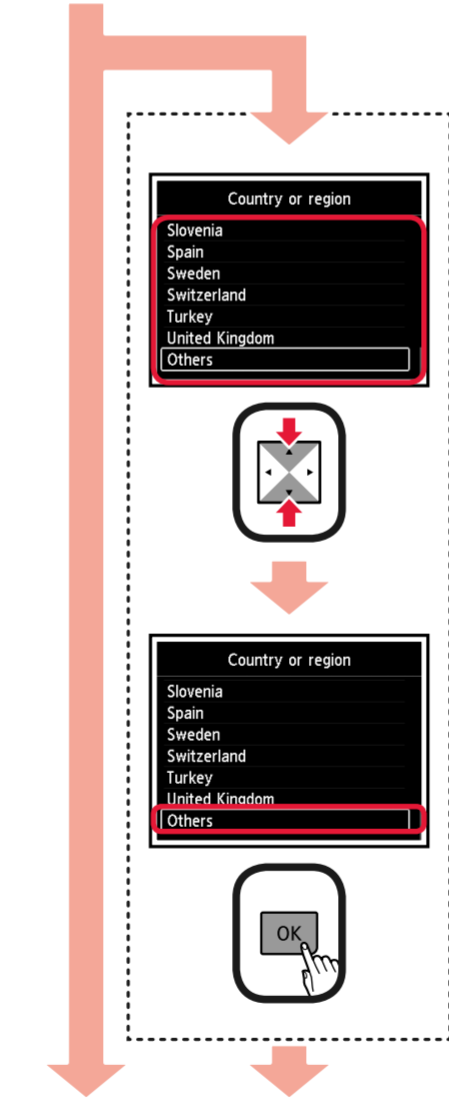 Country or region
Slovenia
Spain
Sweden
Switzerland
Turkey
United Kingdom
Others
Country or region
Slovenia
Spain
Sweden
Switzerland
Turkey
United Kingdom
Others
OK